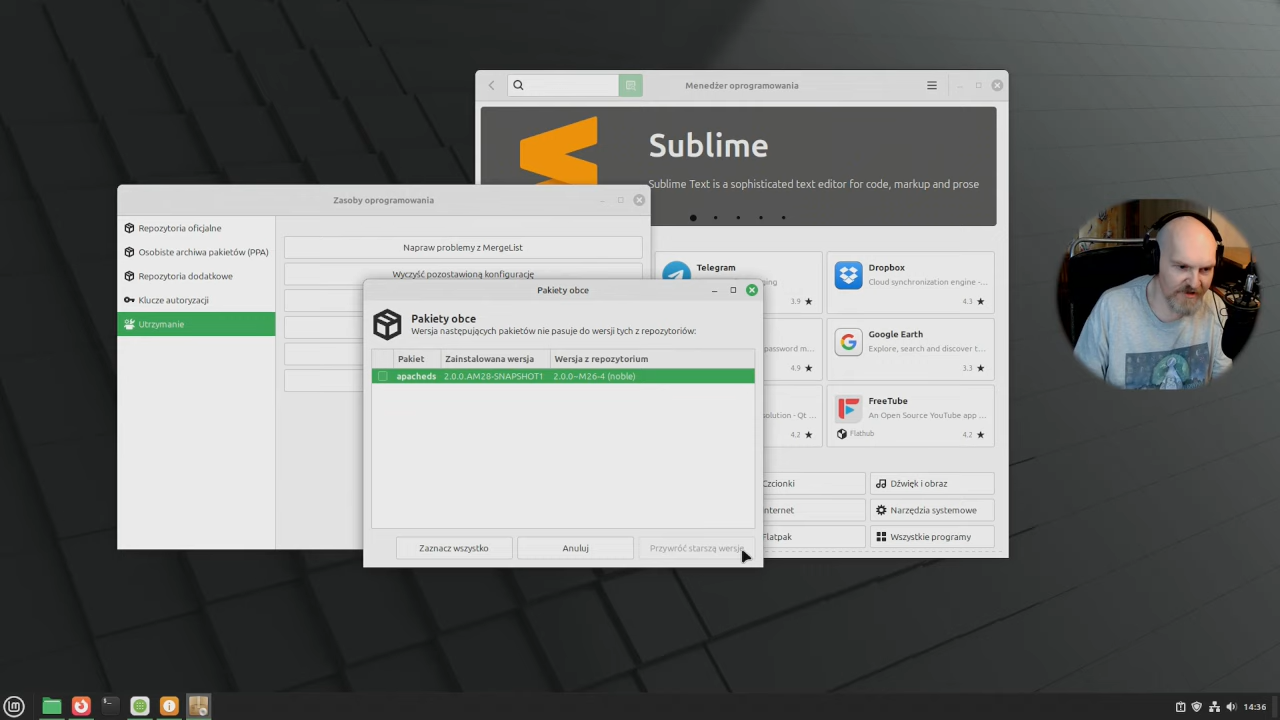 Menedżer oprogramowania
Sublime
Sublime Text is a sophisticated text editor for code, markup and prose
Zasoby oprogramowania
Repozytoria oficjalne
Osobiste archiwa pakietów (PPA)
Repozytoria dodatkowe
Klucze autoryzacji
Utrzymanie
Napraw problemy z MergeList
Wyczyść pozostawioną konfigurację
Telegram
3.9 ★
Dropbox
Cloud synchronization engine -...
4.3 ★
password m...
4.9 ★
Google Earth
Explore, search and discover t...
3.3 ★
solution - Qt ...
4.2 ★
FreeTube
An Open Source YouTube app ...
Flathub
4.2 ★
Czcionki
Dźwięk i obraz
Internet
Narzędzia systemowe
Flatpak
Wszystkie programy
Pakiety obce
Pakiety obce
Wersja następujących pakietów nie pasuje do wersji tych z repozytoriów:
Pakiet Zainstalowana wersja Wersja z repozytorium
apacheds 2.0.0.AM28-SNAPSHOT1 2.0.0~M26-4 (noble)
Zaznacz wszystko
Anuluj
Przywróć starszą wersję
14:36